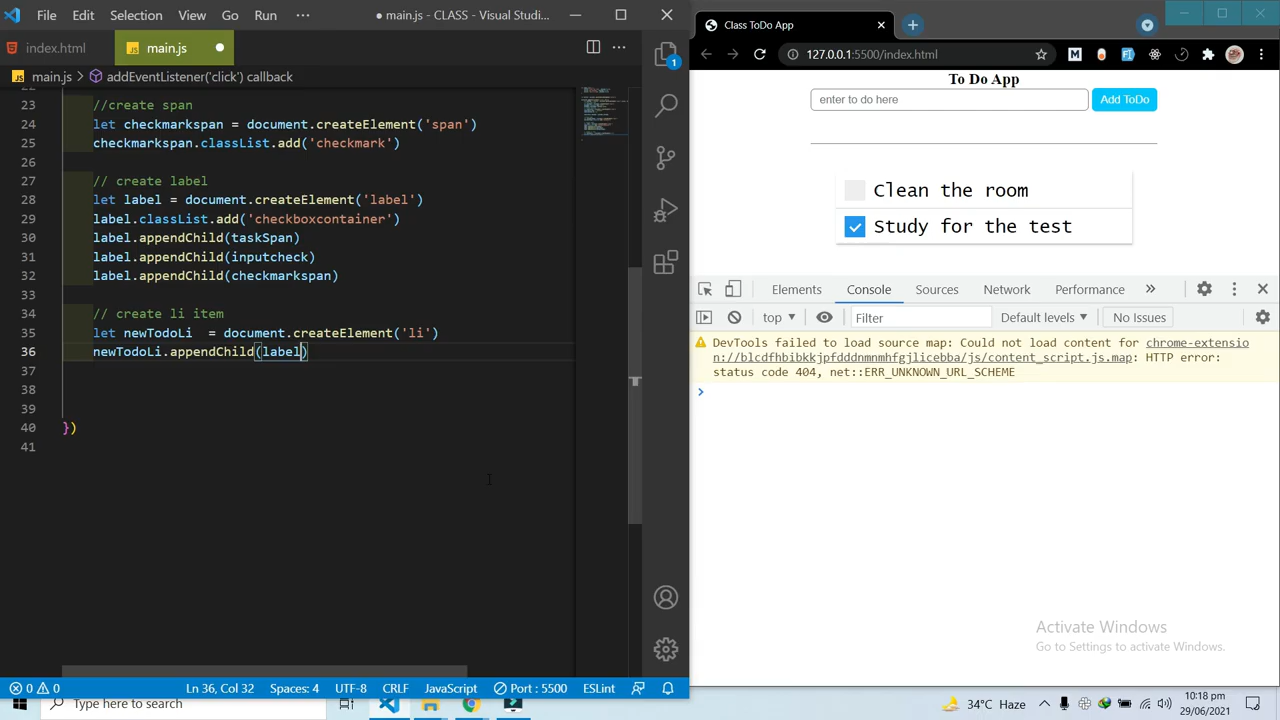 File Edit Selection View Go Run ··· ● main.js - CLASS - Visual Studi...
index.html
main.js
main.js > addEventListener('click') callback
22
23 //create span
24 let checkmarkspan = document.createElement('span')
25 checkmarkspan.classList.add('checkmark')
26
27 // create label
28 let label = document.createElement('label')
29 label.classList.add('checkboxcontainer')
30 label.appendChild(taskSpan)
31 label.appendChild(inputcheck)
32 label.appendChild(checkmarkspan)
33
34 // create li item
35 let newTodoLi  = document.createElement('li')
36 newTodoLi.appendChild(label)
37
38
39
40 })
41
1
0 0 Ln 36, Col 32 Spaces: 4 UTF-8 CRLF JavaScript Port : 5500 ESLint
Class ToDo App
127.0.0.1:5500/index.html
To Do App
enter to do here Add ToDo
Clean the room
Study for the test
Elements Console Sources Network Performance »
top Filter Default levels No Issues
DevTools failed to load source map: Could not load content for chrome-extensio
n://blcdfhbibkkjpfdddnmnmhfgjlicebba/js/content_script.js.map: HTTP error:
status code 404, net::ERR_UNKNOWN_URL_SCHEME
>
Activate Windows
Go to Settings to activate Windows.
Type here to search
34°C Haze
10:18 pm
29/06/2021